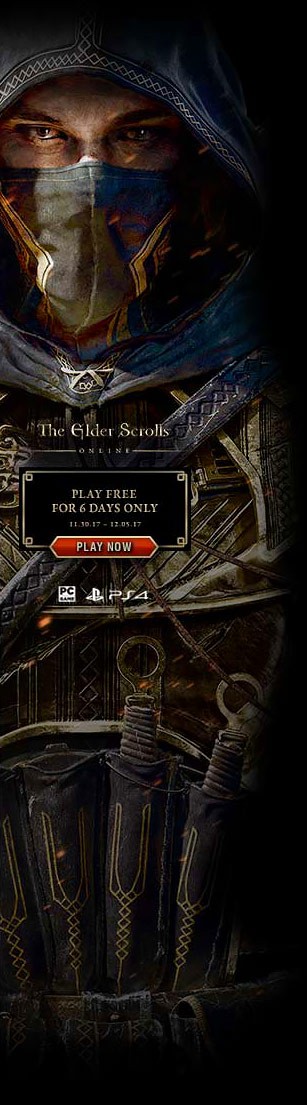 The Elder Scrolls
ONLINE
PLAY FREE
FOR 6 DAYS ONLY
11.30.17 – 12.05.17
PLAY NOW
PC
GAME
PS4